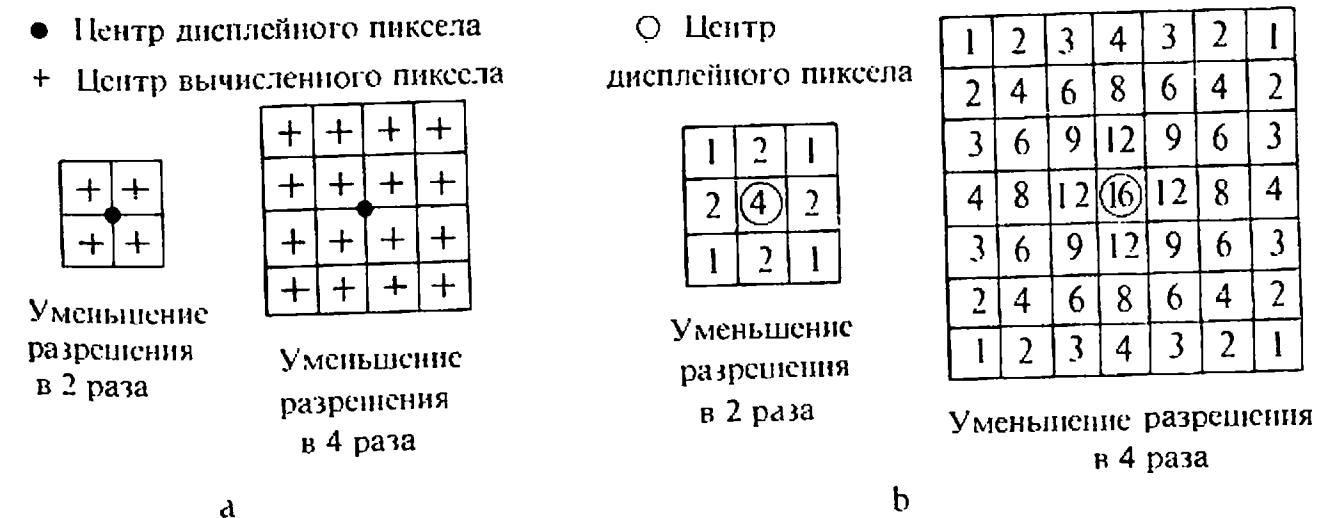 ● Центр дисплейного пиксела
+ Центр вычисленного пиксела
+ +
+ +
Уменьшение
разрешения
в 2 раза
+ + + +
+ + + +
+ + + +
+ + + +
Уменьшение
разрешения
в 4 раза
a
○ Центр
дисплейного пиксела
1 2 1
2 4 2
1 2 1
Уменьшение
разрешения
в 2 раза
1 2 3 4 3 2 1
2 4 6 8 6 4 2
3 6 9 12 9 6 3
4 8 12 16 12 8 4
3 6 9 12 9 6 3
2 4 6 8 6 4 2
1 2 3 4 3 2 1
Уменьшение разрешения
в 4 раза
b